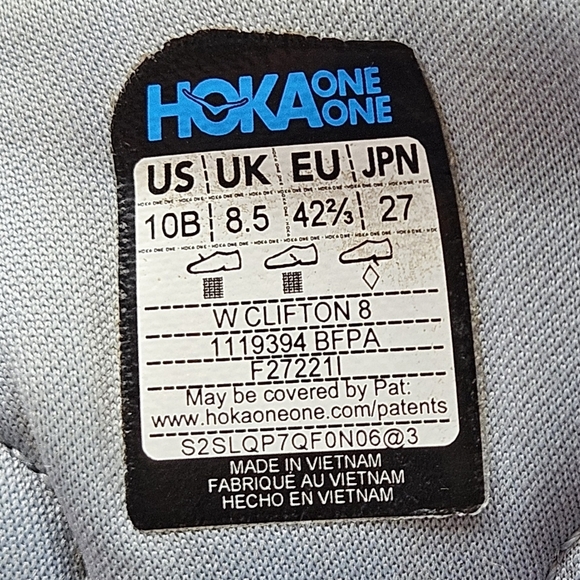 HOKA ONE ONE
US UK EU JPN
10B 8.5 42⅔ 27
W CLIFTON 8
1119394 BFPA
F27221I
May be covered by Pat:
www.hokaoneone.com/patents
S2SLQP7QF0N06@3
MADE IN VIETNAM
FABRIQUÉ AU VIETNAM
HECHO EN VIETNAM